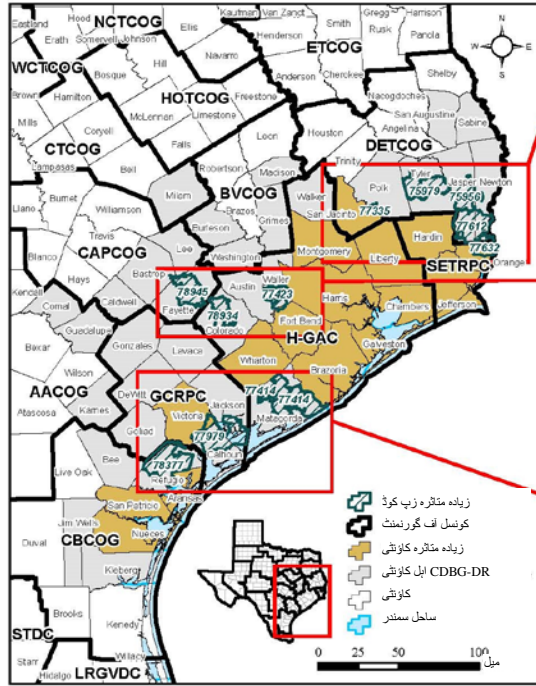 NCTCOG
Eastland
Erath
Somervell
Johnson
Ellis
Kaufman
Van Zandt
Henderson
Navarro
Smith
Gregg
Harrison
Rusk
Panola
ETCOG
Anderson
Cherokee
Shelby
Nacogdoches
San Augustine
Sabine
Angelina
DETCOG
Houston
Trinity
Polk
Tyler
Jasper
Newton
San Jacinto
WCTCOG
Brown
Hamilton
Bosque
Hill
HOTCOG
McLennan
Freestone
Limestone
Falls
Mills
CTCOG
Coryell
Lampasas
Bell
Robertson
Leon
Madison
BVCOG
Brazos
Grimes
Burleson
Washington
Walker
Milam
Llano
Burnet
Williamson
Travis
Blanco
CAPCOG
Hays
Lee
Bastrop
Fayette
Caldwell
Kendall
Comal
Guadalupe
Bexar
Wilson
AACOG
Atascosa
Karnes
Gonzales
Lavaca
DeWitt
GCRPC
Victoria
Jackson
Goliad
Calhoun
Refugio
Bee
Live Oak
Montgomery
Liberty
Hardin
SETRPC
Orange
Jefferson
Chambers
Harris
Waller
Austin
Colorado
Fort Bend
H-GAC
Galveston
Wharton
Brazoria
Matagorda
San Patricio
Aransas
Jim Wells
Nueces
Duval
CBCOG
Kleberg
Brooks
Kenedy
STDC
Starr
Hidalgo
Willacy
LRGVDC
75979
75956
77335
77612
77632
78945
78934
77423
77414
77414
77979
78377
N
W
E
S
زیادہ متاثرہ زپ کوڈ
کونسل آف گورنمنٹ
زیادہ متاثرہ کاؤنٹی
CDBG-DR اہل کاؤنٹی
کاؤنٹی
ساحل سمندر
0 25 50 100
میل